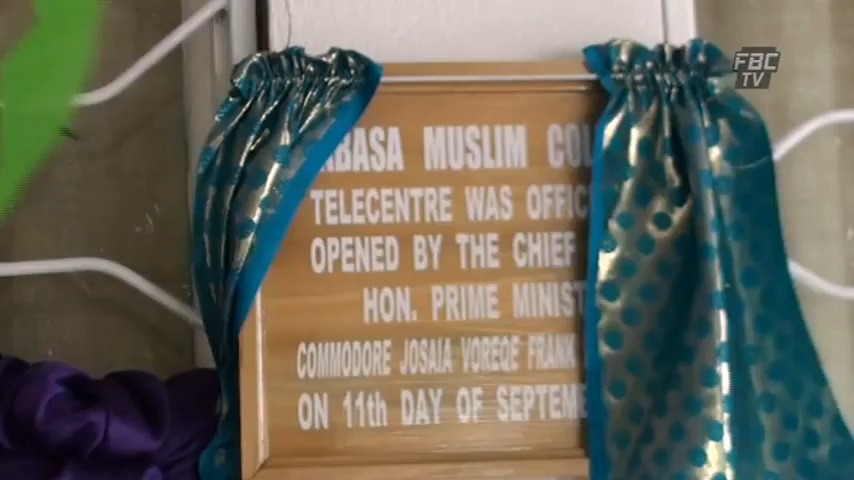 FBC
TV
BASA MUSLIM COL
TELECENTRE WAS OFFIC
OPENED BY THE CHIEF
HON. PRIME MINIST
COMMODORE JOSAIA VOREQE FRANK
ON 11th DAY OF SEPTEME